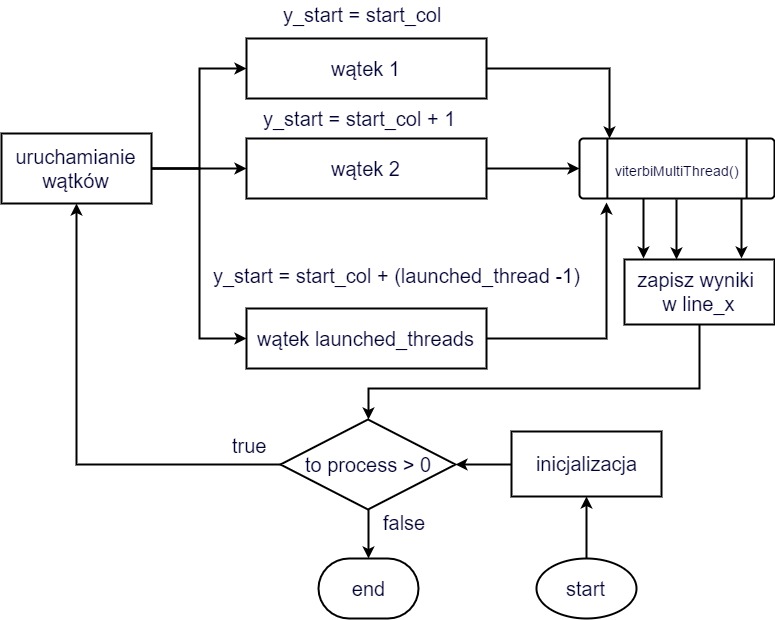 y_start = start_col
wątek 1
y_start = start_col + 1
uruchamianie
wątków
wątek 2
viterbiMultiThread()
y_start = start_col + (launched_thread -1)
zapisz wyniki
w line_x
wątek launched_threads
true
to process > 0
inicjalizacja
false
end
start